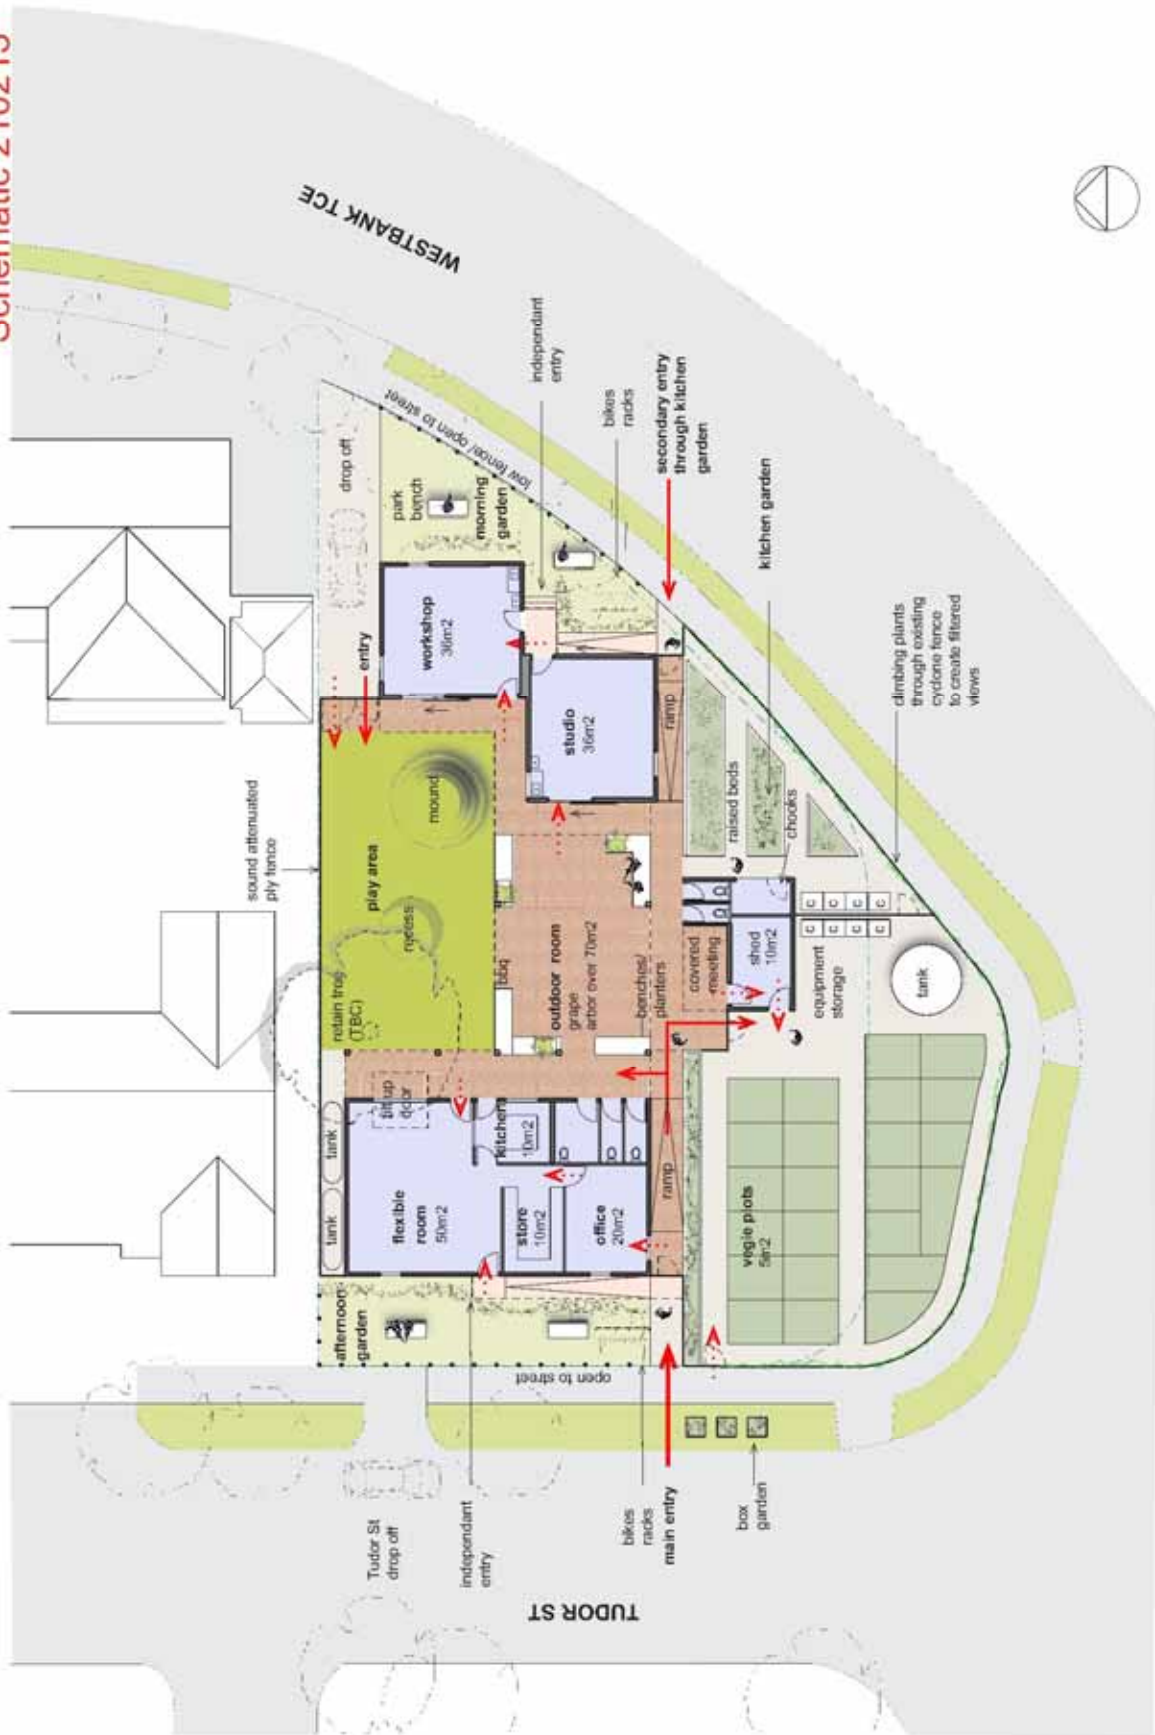 WESTBANK TCE
sound attenuated
ply fence
drop off
low fence/ open to street
park
bench
morning
garden
independant
entry
bikes
racks
secondary entry
through kitchen
garden
kitchen garden
climbing plants
through existing
cyclone fence
to create filtered
views
entry
workshop
36m2
studio
36m2
ramp
raised beds
chooks
play area
mound
recess
retain tree
(TBC)
bbq
outdoor room
grape
arbor over 70m2
benches/
planters
covered
meeting
shed
10m2
C
C
C
C
C
C
C
C
equipment
storage
tank
tank
tank
tilt up
door
flexible
room
50m2
kitchen
10m2
store
10m2
office
20m2
ramp
vegie plots
5m2
afternoon
garden
open to street
Tudor St
drop off
independant
entry
bikes
racks
main entry
box
garden
TUDOR ST